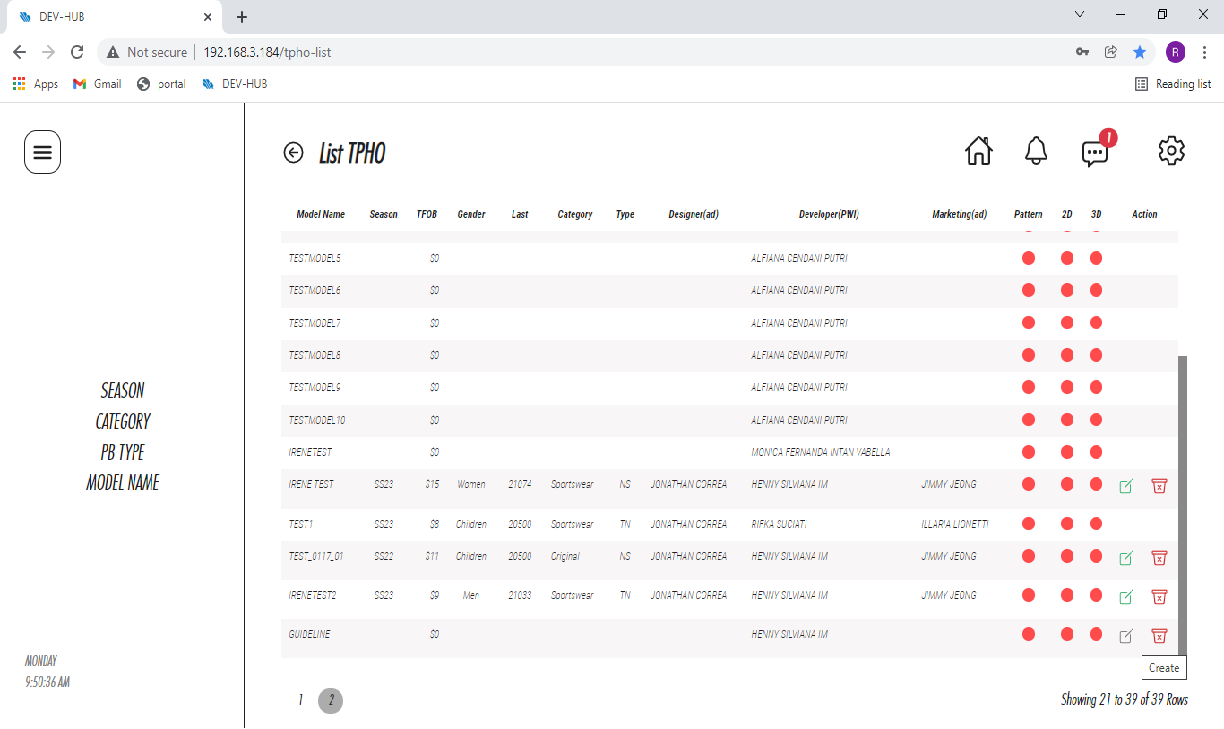 DEV-HUB
Not secure 192.168.3.184/tpho-list R
Apps Gmail portal DEV-HUB Reading list
List TPHO
Model Name Season TFOB Gender Last Category Type Designer(ad) Developer(PWI) Marketing(ad) Pattern 2D 3D Action
TESTMODEL5 $0 ALFIANA CENDANI PUTRI
TESTMODEL6 $0 ALFIANA CENDANI PUTRI
TESTMODEL7 $0 ALFIANA CENDANI PUTRI
TESTMODEL8 $0 ALFIANA CENDANI PUTRI
TESTMODEL9 $0 ALFIANA CENDANI PUTRI
TESTMODEL10 $0 ALFIANA CENDANI PUTRI
IRENETEST $0 MONICA FERNANDA INTAN VABELLA
IRENE TEST SS23 $15 Women 21074 Sportswear NS JONATHAN CORREA HENNY SILVIANA IM JIMMY JEONG
TEST1 SS23 $8 Children 20500 Sportswear TN JONATHAN CORREA RIFKA SUCIATI ILLARIA LIONETTI
TEST_0117_01 SS22 $11 Children 20500 Original NS JONATHAN CORREA HENNY SILVIANA IM JIMMY JEONG
IRENETEST2 SS23 $9 Men 21033 Sportswear TN JONATHAN CORREA HENNY SILVIANA IM JIMMY JEONG
GUIDELINE $0 HENNY SILVIANA IM
Create
1 2 Showing 21 to 39 of 39 Rows
SEASON
CATEGORY
PB TYPE
MODEL NAME
MONDAY
9:50:36 AM